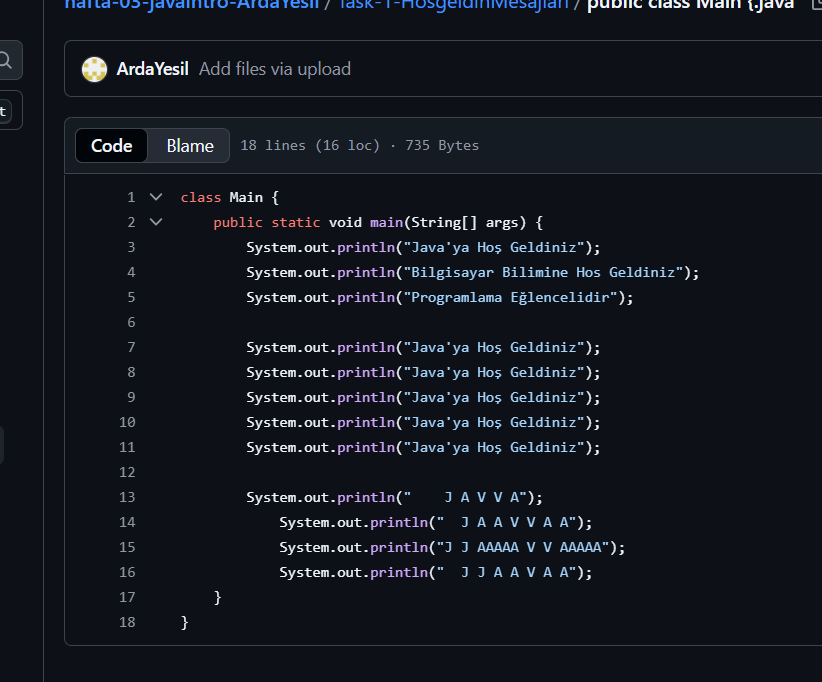 hafta-03-javaintro-ArdaYesil / Task-1-HosgeldinMesajlari / public class Main {.java
ArdaYesil Add files via upload
t
Code Blame 18 lines (16 loc) · 735 Bytes
1 class Main {
2 public static void main(String[] args) {
3 System.out.println("Java'ya Hoş Geldiniz");
4 System.out.println("Bilgisayar Bilimine Hos Geldiniz");
5 System.out.println("Programlama Eğlencelidir");
6
7 System.out.println("Java'ya Hoş Geldiniz");
8 System.out.println("Java'ya Hoş Geldiniz");
9 System.out.println("Java'ya Hoş Geldiniz");
10 System.out.println("Java'ya Hoş Geldiniz");
11 System.out.println("Java'ya Hoş Geldiniz");
12
13 System.out.println("    J A V V A");
14 System.out.println("  J A A V V A A");
15 System.out.println("J J AAAAA V V AAAAA");
16 System.out.println("  J J A A V A A");
17 }
18 }